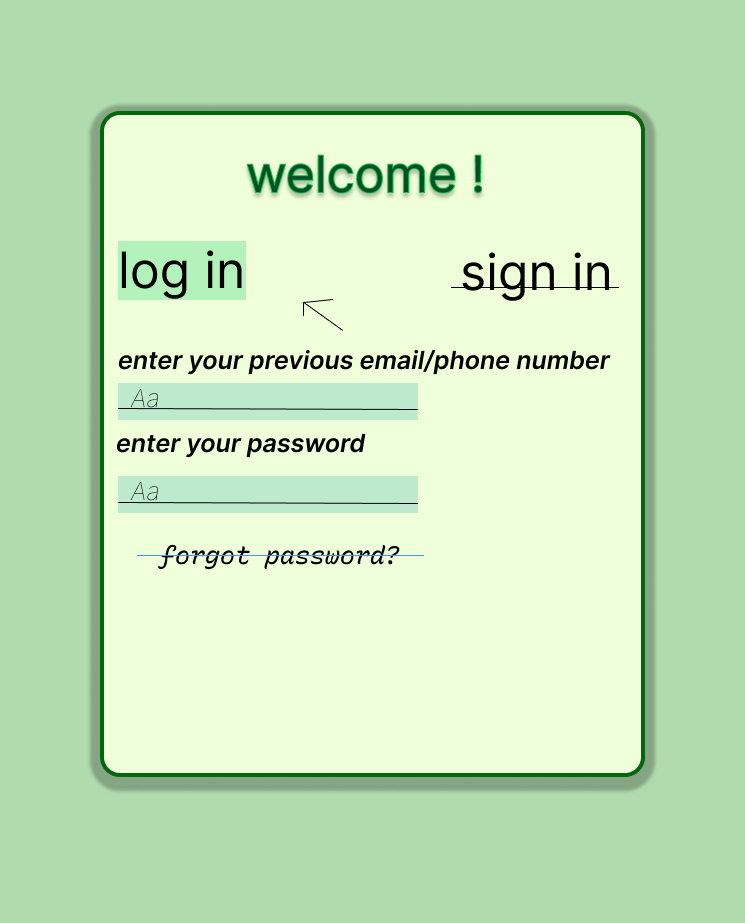 welcome !
log in
sign in
enter your previous email/phone number
Aa
enter your password
Aa
forgot password?